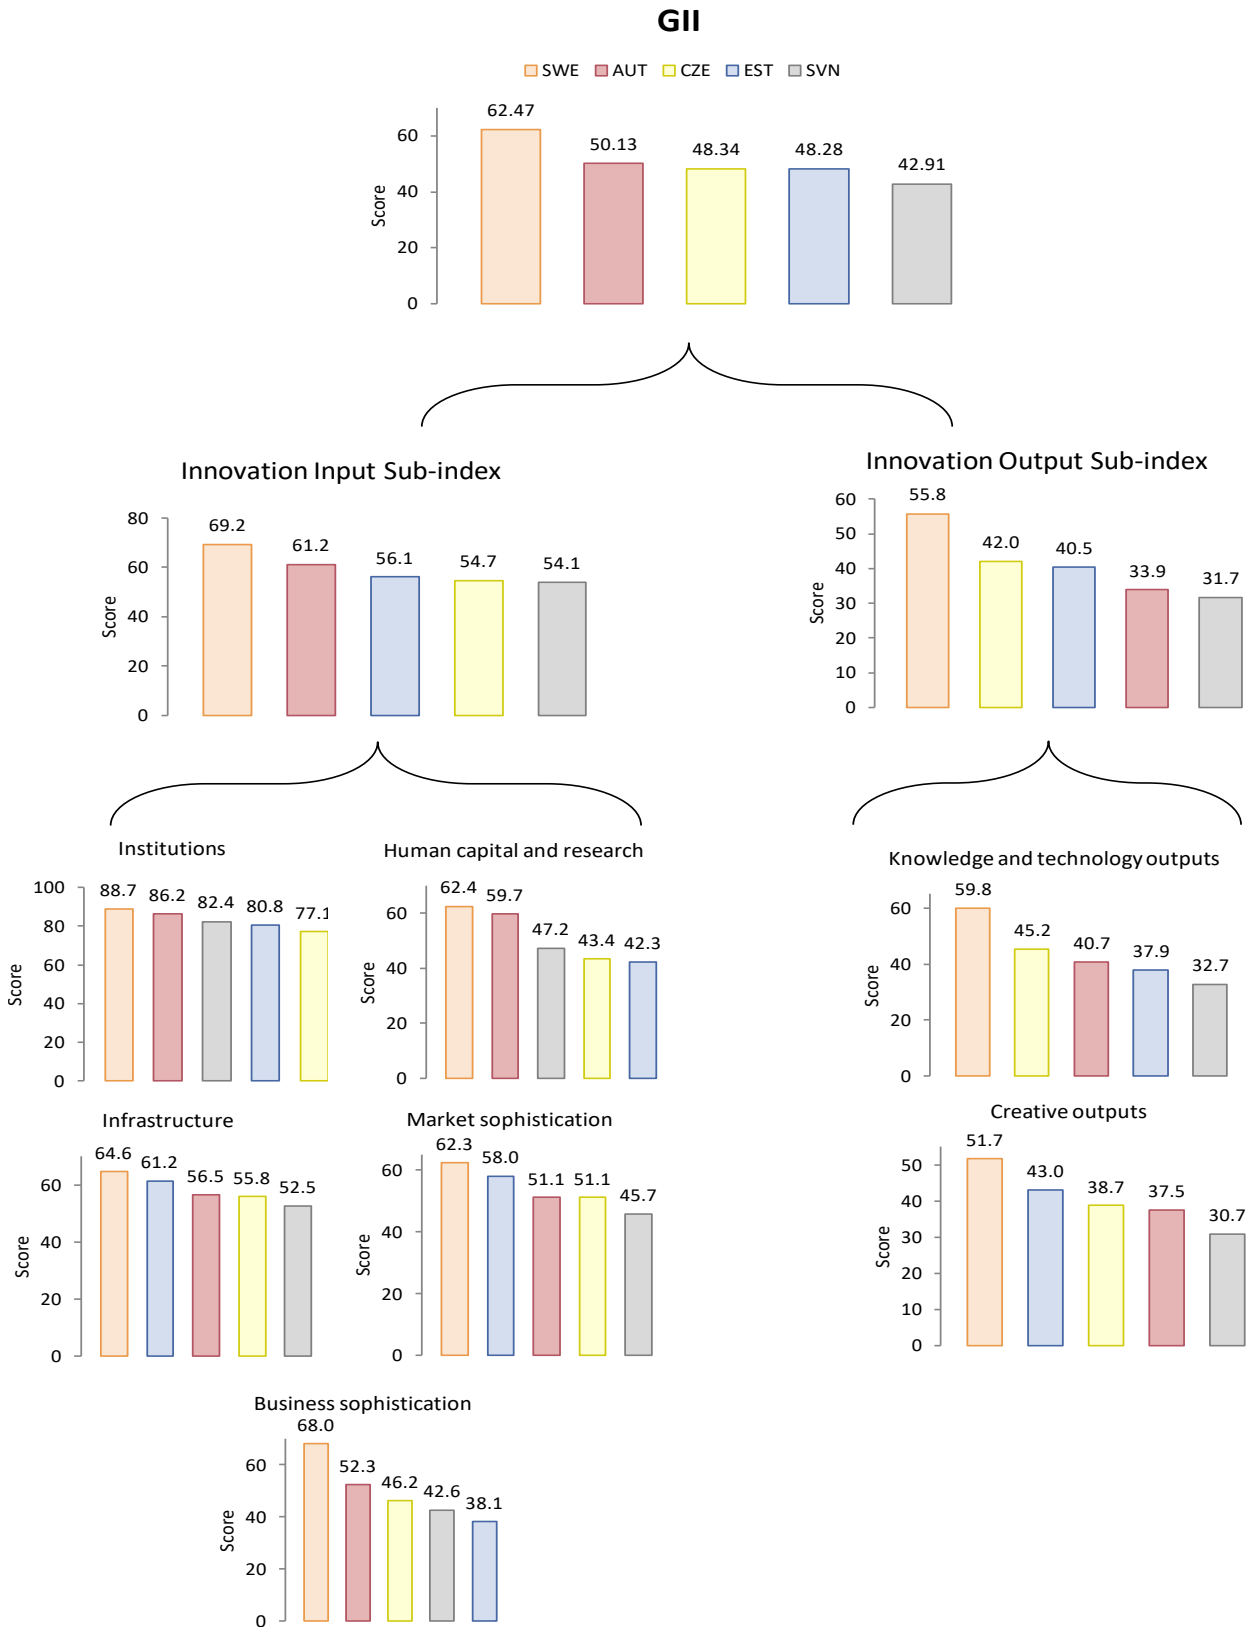 GII
SWE AUT CZE EST SVN
62.47 50.13 48.34 48.28 42.91
Score
60
40
20
0
Innovation Input Sub-index
69.2 61.2 56.1 54.7 54.1
Score
80
60
40
20
0
Innovation Output Sub-index
55.8 42.0 40.5 33.9 31.7
Score
60
50
40
30
20
10
0
Institutions
88.7 86.2 82.4 80.8 77.1
Score
100
80
60
40
20
0
Human capital and research
62.4 59.7 47.2 43.4 42.3
Score
60
40
20
0
Knowledge and technology outputs
59.8 45.2 40.7 37.9 32.7
Score
60
40
20
0
Infrastructure
64.6 61.2 56.5 55.8 52.5
Score
60
40
20
0
Market sophistication
62.3 58.0 51.1 51.1 45.7
Score
60
40
20
0
Creative outputs
51.7 43.0 38.7 37.5 30.7
Score
50
40
30
20
10
0
Business sophistication
68.0 52.3 46.2 42.6 38.1
Score
60
40
20
0